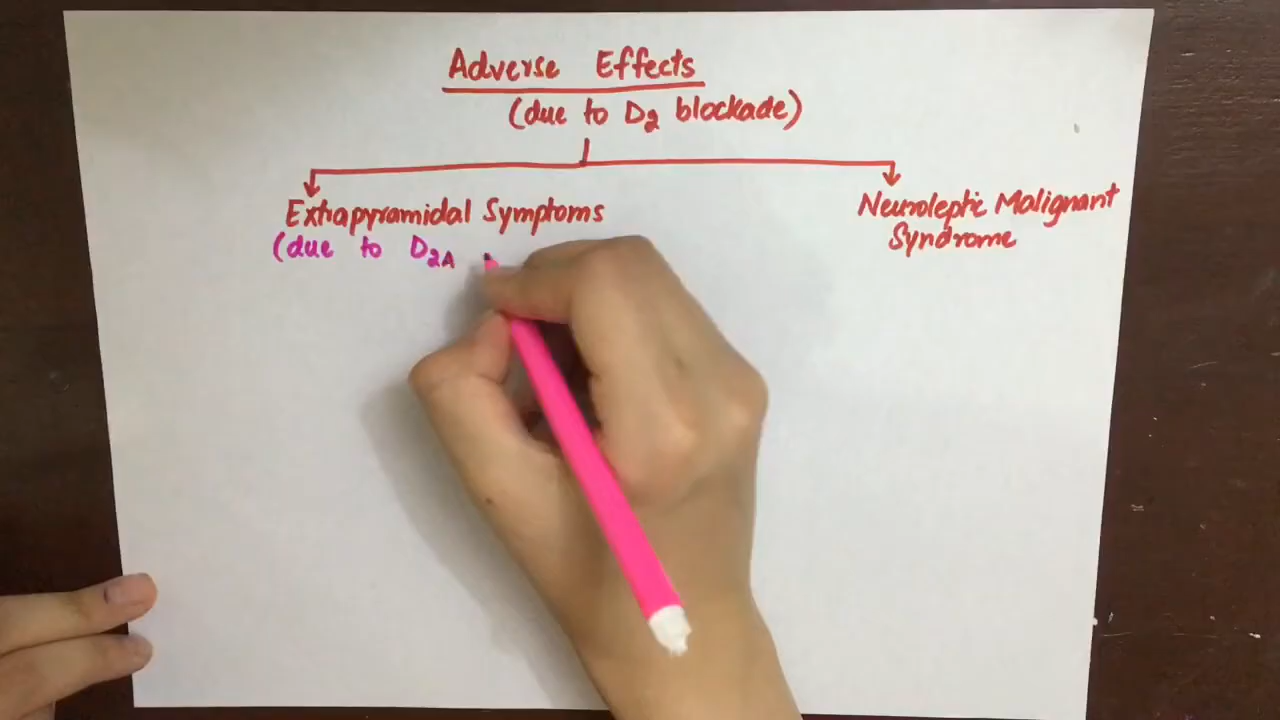 Adverse Effects
(due to D2 blockade)
Extrapyramidal Symptoms
(due to D2A
Neuroleptic Malignant
Syndrome